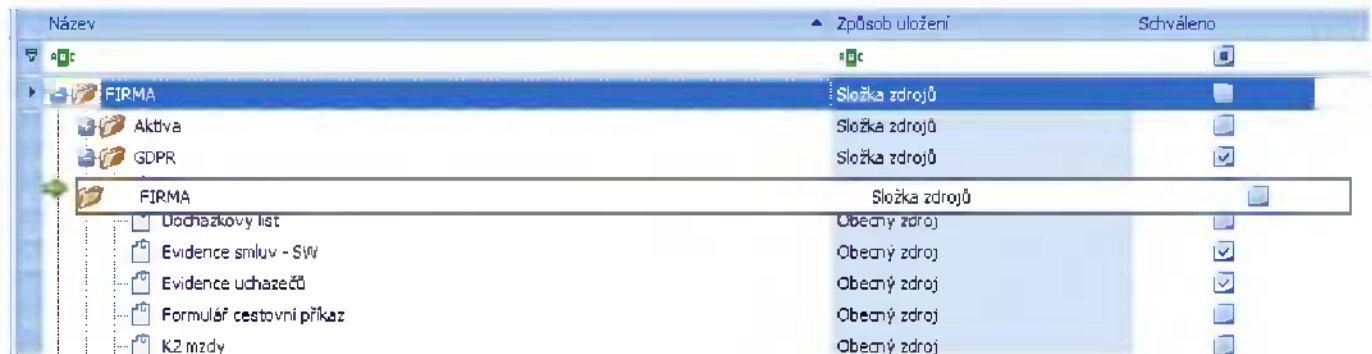 Název Způsob uložení Schváleno
ABC ABC
FIRMA Složka zdrojů
Aktiva Složka zdrojů
GDPR Složka zdrojů
FIRMA Složka zdrojů
Docházkový list Obecný zdroj
Evidence smluv - SW Obecný zdroj
Evidence uchazečů Obecný zdroj
Formulář cestovní příkaz Obecný zdroj
K2 mzdy Obecný zdroj